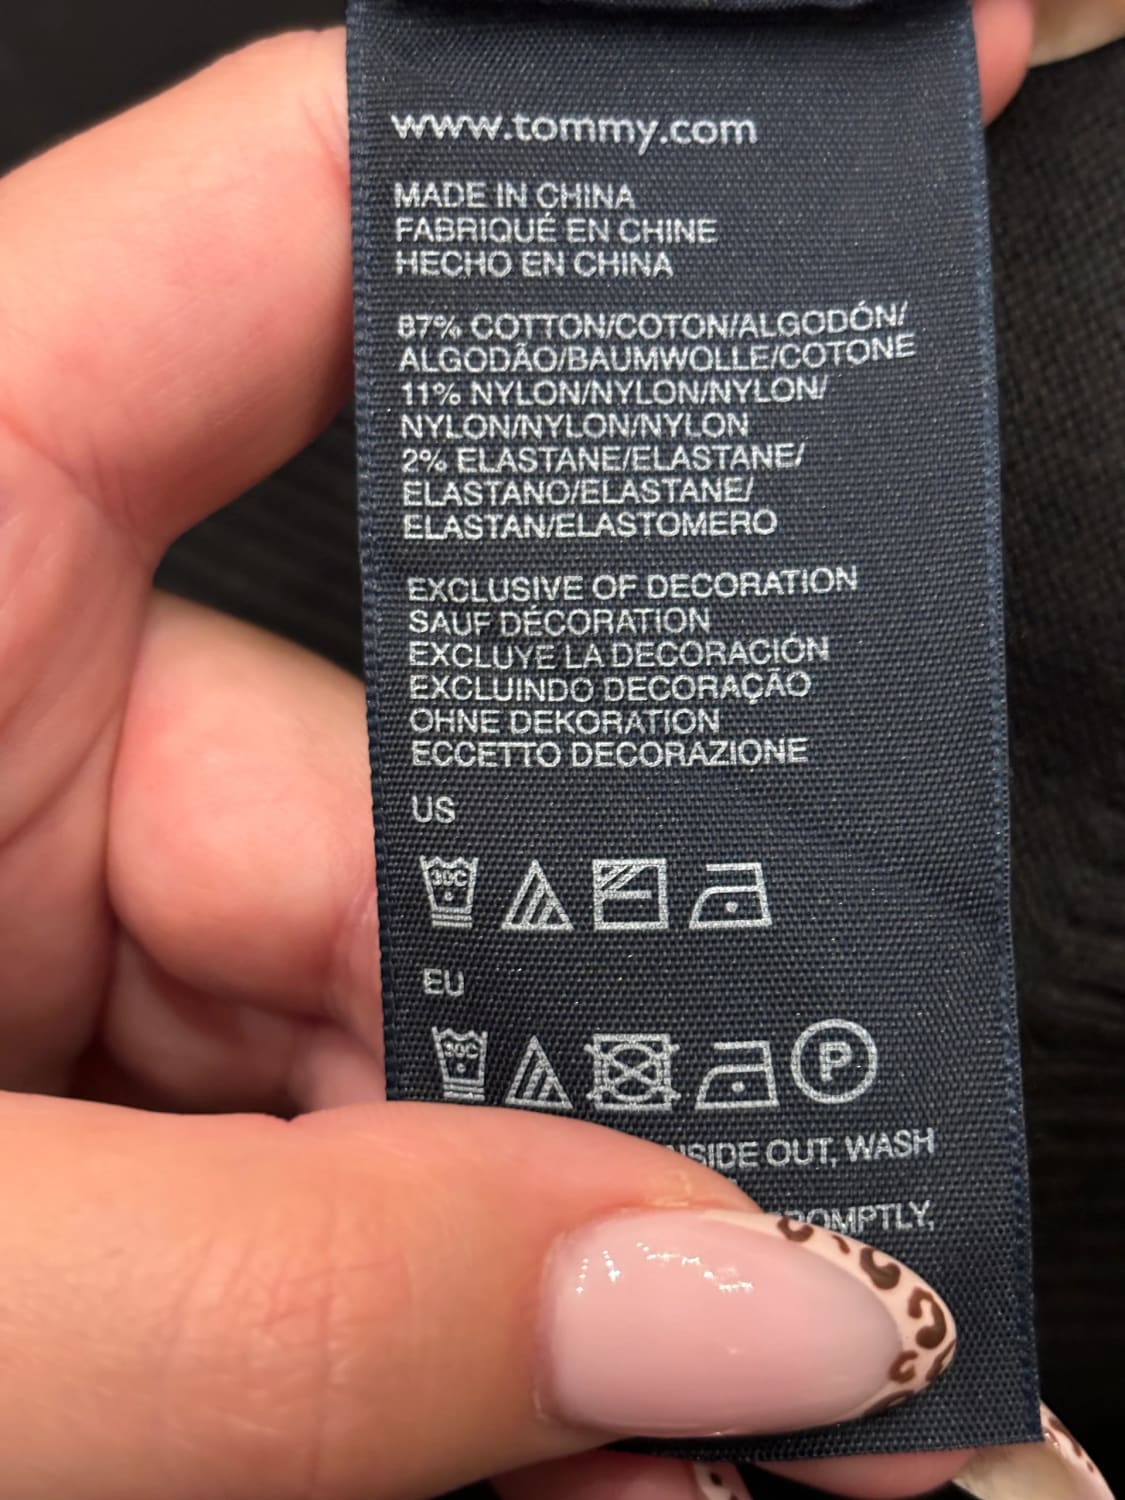 www.tommy.com
MADE IN CHINA
FABRIQUÉ EN CHINE
HECHO EN CHINA
87% COTTON/COTON/ALGODÓN/
ALGODÃO/BAUMWOLLE/COTONE
11% NYLON/NYLON/NYLON/
NYLON/NYLON/NYLON
2% ELASTANE/ELASTANE/
ELASTANO/ELASTANE/
ELASTAN/ELASTOMERO
EXCLUSIVE OF DECORATION
SAUF DÉCORATION
EXCLUYE LA DECORACIÓN
EXCLUINDO DECORAÇÃO
OHNE DEKORATION
ECCETTO DECORAZIONE
US
30C
EU
30C P
OUT, WASH